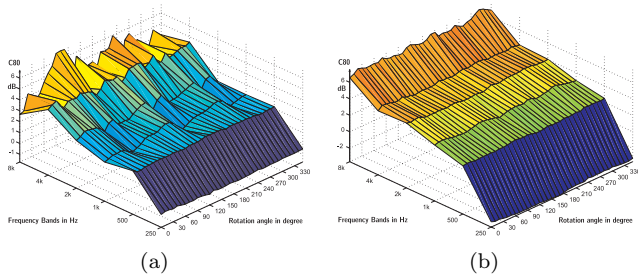 C80
6
dB
4
3
2
1
0
-1
8k
4k
2k
1k
500
250
0
30
60
90
120
150
180
210
240
270
300
330
Frequency Bands in Hz
Rotation angle in degree
(a)
C80
6
dB
4
2
0
-2
8k
4k
2k
1k
500
250
0
30
60
90
120
150
180
210
240
270
300
330
Frequency Bands in Hz
Rotation angle in degree
(b)